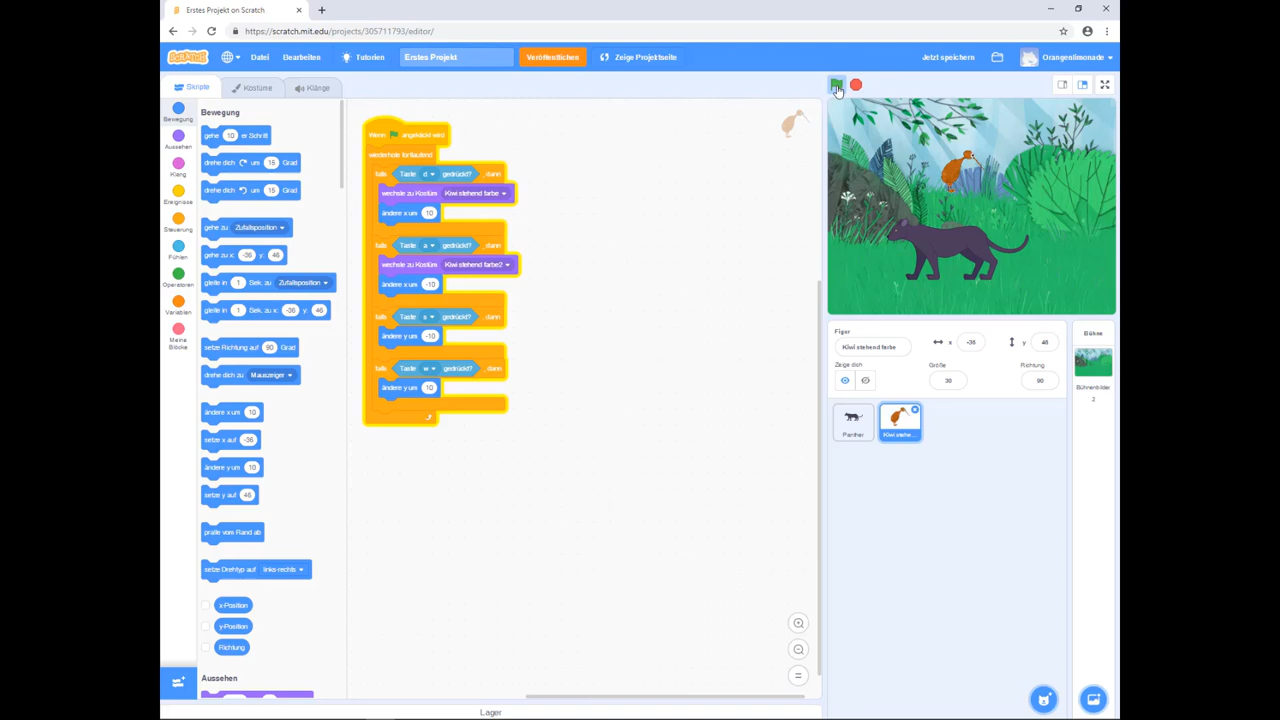 Erstes Projekt on Scratch
https://scratch.mit.edu/projects/305711793/editor/
SCRATCH Datei Bearbeiten Tutorien Erstes Projekt Veröffentlichen Zeige Projektseite Jetzt speichern Orangenlimonade
Skripte Kostüme Klänge
Bewegung
Aussehen
Klang
Ereignisse
Steuerung
Fühlen
Operatoren
Variablen
Meine Blöcke
Bewegung
gehe 10 er Schritt
drehe dich um 15 Grad
drehe dich um 15 Grad
gehe zu Zufallsposition
gehe zu x: -36 y: 46
gleite in 1 Sek. zu Zufallsposition
gleite in 1 Sek. zu x: -36 y: 46
setze Richtung auf 90 Grad
drehe dich zu Mauszeiger
ändere x um 10
setze x auf -36
ändere y um 10
setze y auf 46
pralle vom Rand ab
setze Drehtyp auf links-rechts
x-Position
y-Position
Richtung
Aussehen
Wenn angeklickt wird
wiederhole fortlaufend
falls Taste d gedrückt? , dann
wechsle zu Kostüm Kiwi stehend farbe
ändere x um 10
falls Taste a gedrückt? , dann
wechsle zu Kostüm Kiwi stehend farbe2
ändere x um -10
falls Taste s gedrückt? , dann
ändere y um -10
falls Taste w gedrückt? , dann
ändere y um 10
Lager
Figur
Kiwi stehend farbe x -36 y 46
Zeige dich Größe Richtung
30 90
Panther
Kiwi stehe...
Bühne
Bühnenbilder
2